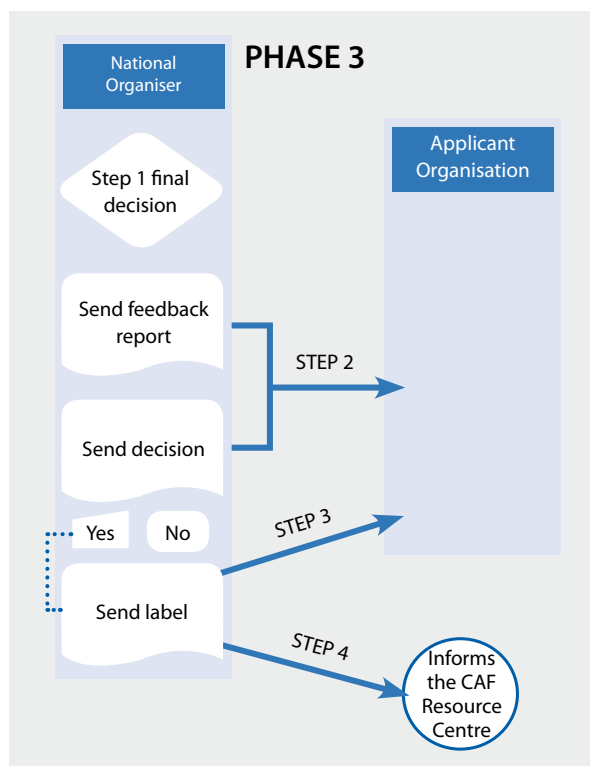 PHASE 3
National
Organiser
Applicant
Organisation
Step 1 final
decision
Send feedback
report
STEP 2
Send decision
Yes
No
STEP 3
Send label
STEP 4
Informs
the CAF
Resource
Centre